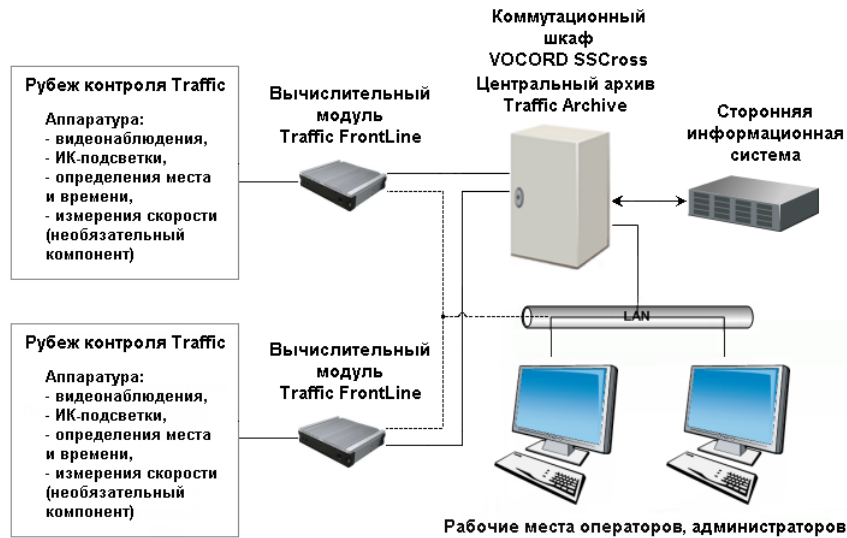 Коммутационный
шкаф
VOCORD SSCross
Центральный архив
Traffic Archive
Рубеж контроля Traffic
Аппаратура:
- видеонаблюдения,
- ИК-подсветки,
- определения места
и времени,
- измерения скорости
(необязательный
компонент)
Вычислительный
модуль
Traffic FrontLine
Сторонняя
информационная
система
LAN
Рубеж контроля Traffic
Аппаратура:
- видеонаблюдения,
- ИК-подсветки,
- определения места
и времени,
- измерения скорости
(необязательный
компонент)
Вычислительный
модуль
Traffic FrontLine
Рабочие места операторов, администраторов